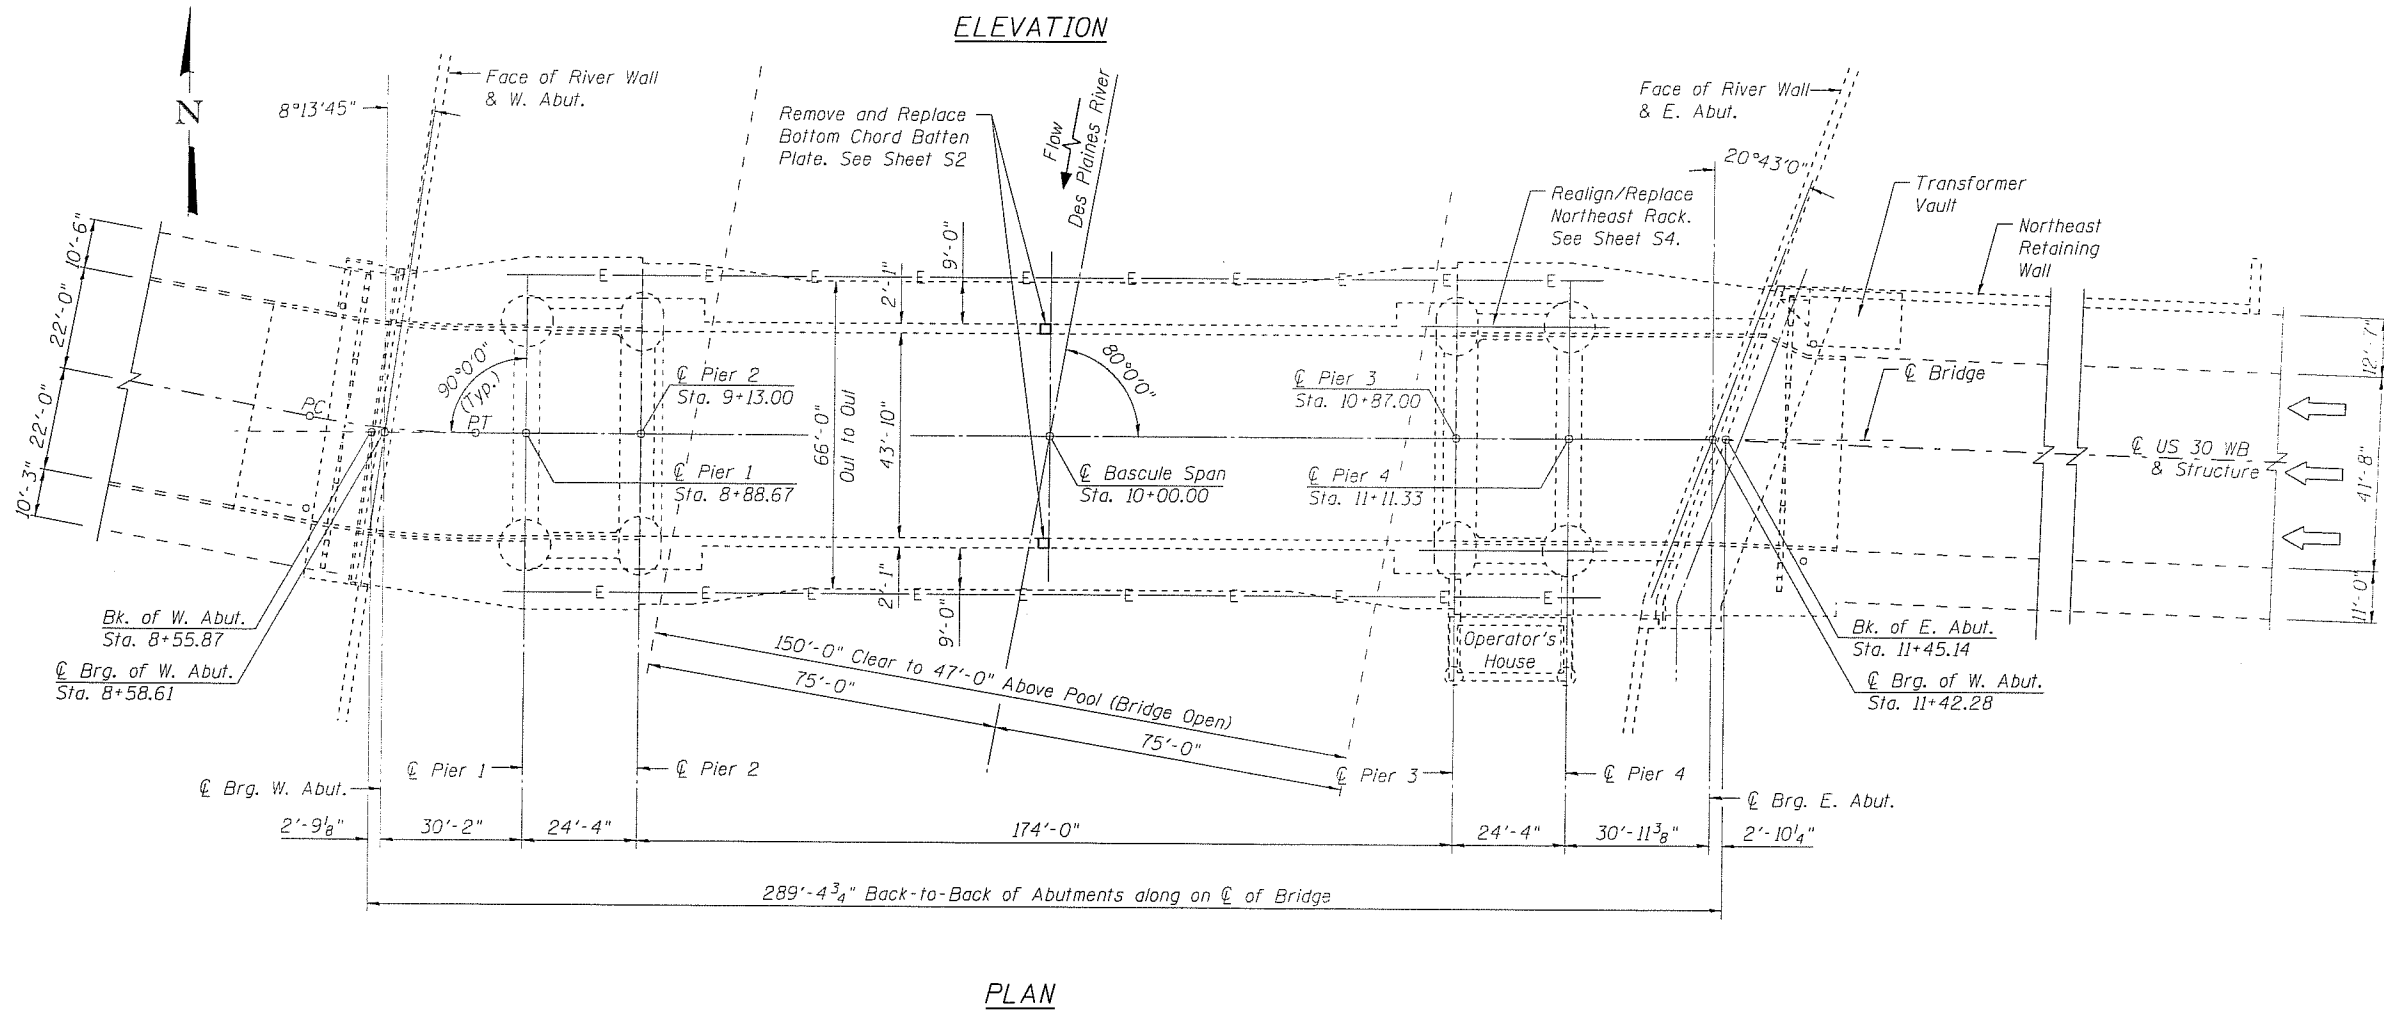 ELEVATION
N
8°13'45"
Face of River Wall
& W. Abut.
Remove and Replace
Bottom Chord Batten
Plate. See Sheet S2
Flow
Des Plaines River
Face of River Wall
& E. Abut.
20°43'0"
Realign/Replace
Northeast Rack.
See Sheet S4.
Transformer
Vault
Northeast
Retaining
Wall
10'-6"
22'-0"
22'-0"
10'-3"
E E E E E E E E E E
2'-1"
9'-0"
90°0'0"
(Typ.)
PC
PT
℄ Pier 2
Sta. 9+13.00
℄ Pier 1
Sta. 8+88.67
66'-0"
Out to Out
43'-10"
80°0'0"
℄ Bascule Span
Sta. 10+00.00
℄ Pier 3
Sta. 10+87.00
℄ Pier 4
Sta. 11+11.33
℄ Bridge
℄ US 30 WB
& Structure
12'-7"
41'-8"
11'-0"
E E E E E E E E E E
2'-1"
9'-0"
Bk. of W. Abut.
Sta. 8+55.87
℄ Brg. of W. Abut.
Sta. 8+58.61
Operator's
House
Bk. of E. Abut.
Sta. 11+45.14
℄ Brg. of W. Abut.
Sta. 11+42.28
150'-0" Clear to 47'-0" Above Pool (Bridge Open)
75'-0"
75'-0"
℄ Pier 1
℄ Pier 2
℄ Pier 3
℄ Pier 4
℄ Brg. W. Abut.
℄ Brg. E. Abut.
2'-9⅛"
30'-2"
24'-4"
174'-0"
24'-4"
30'-11⅜"
2'-10¼"
289'-4¾" Back-to-Back of Abutments along on ℄ of Bridge
PLAN